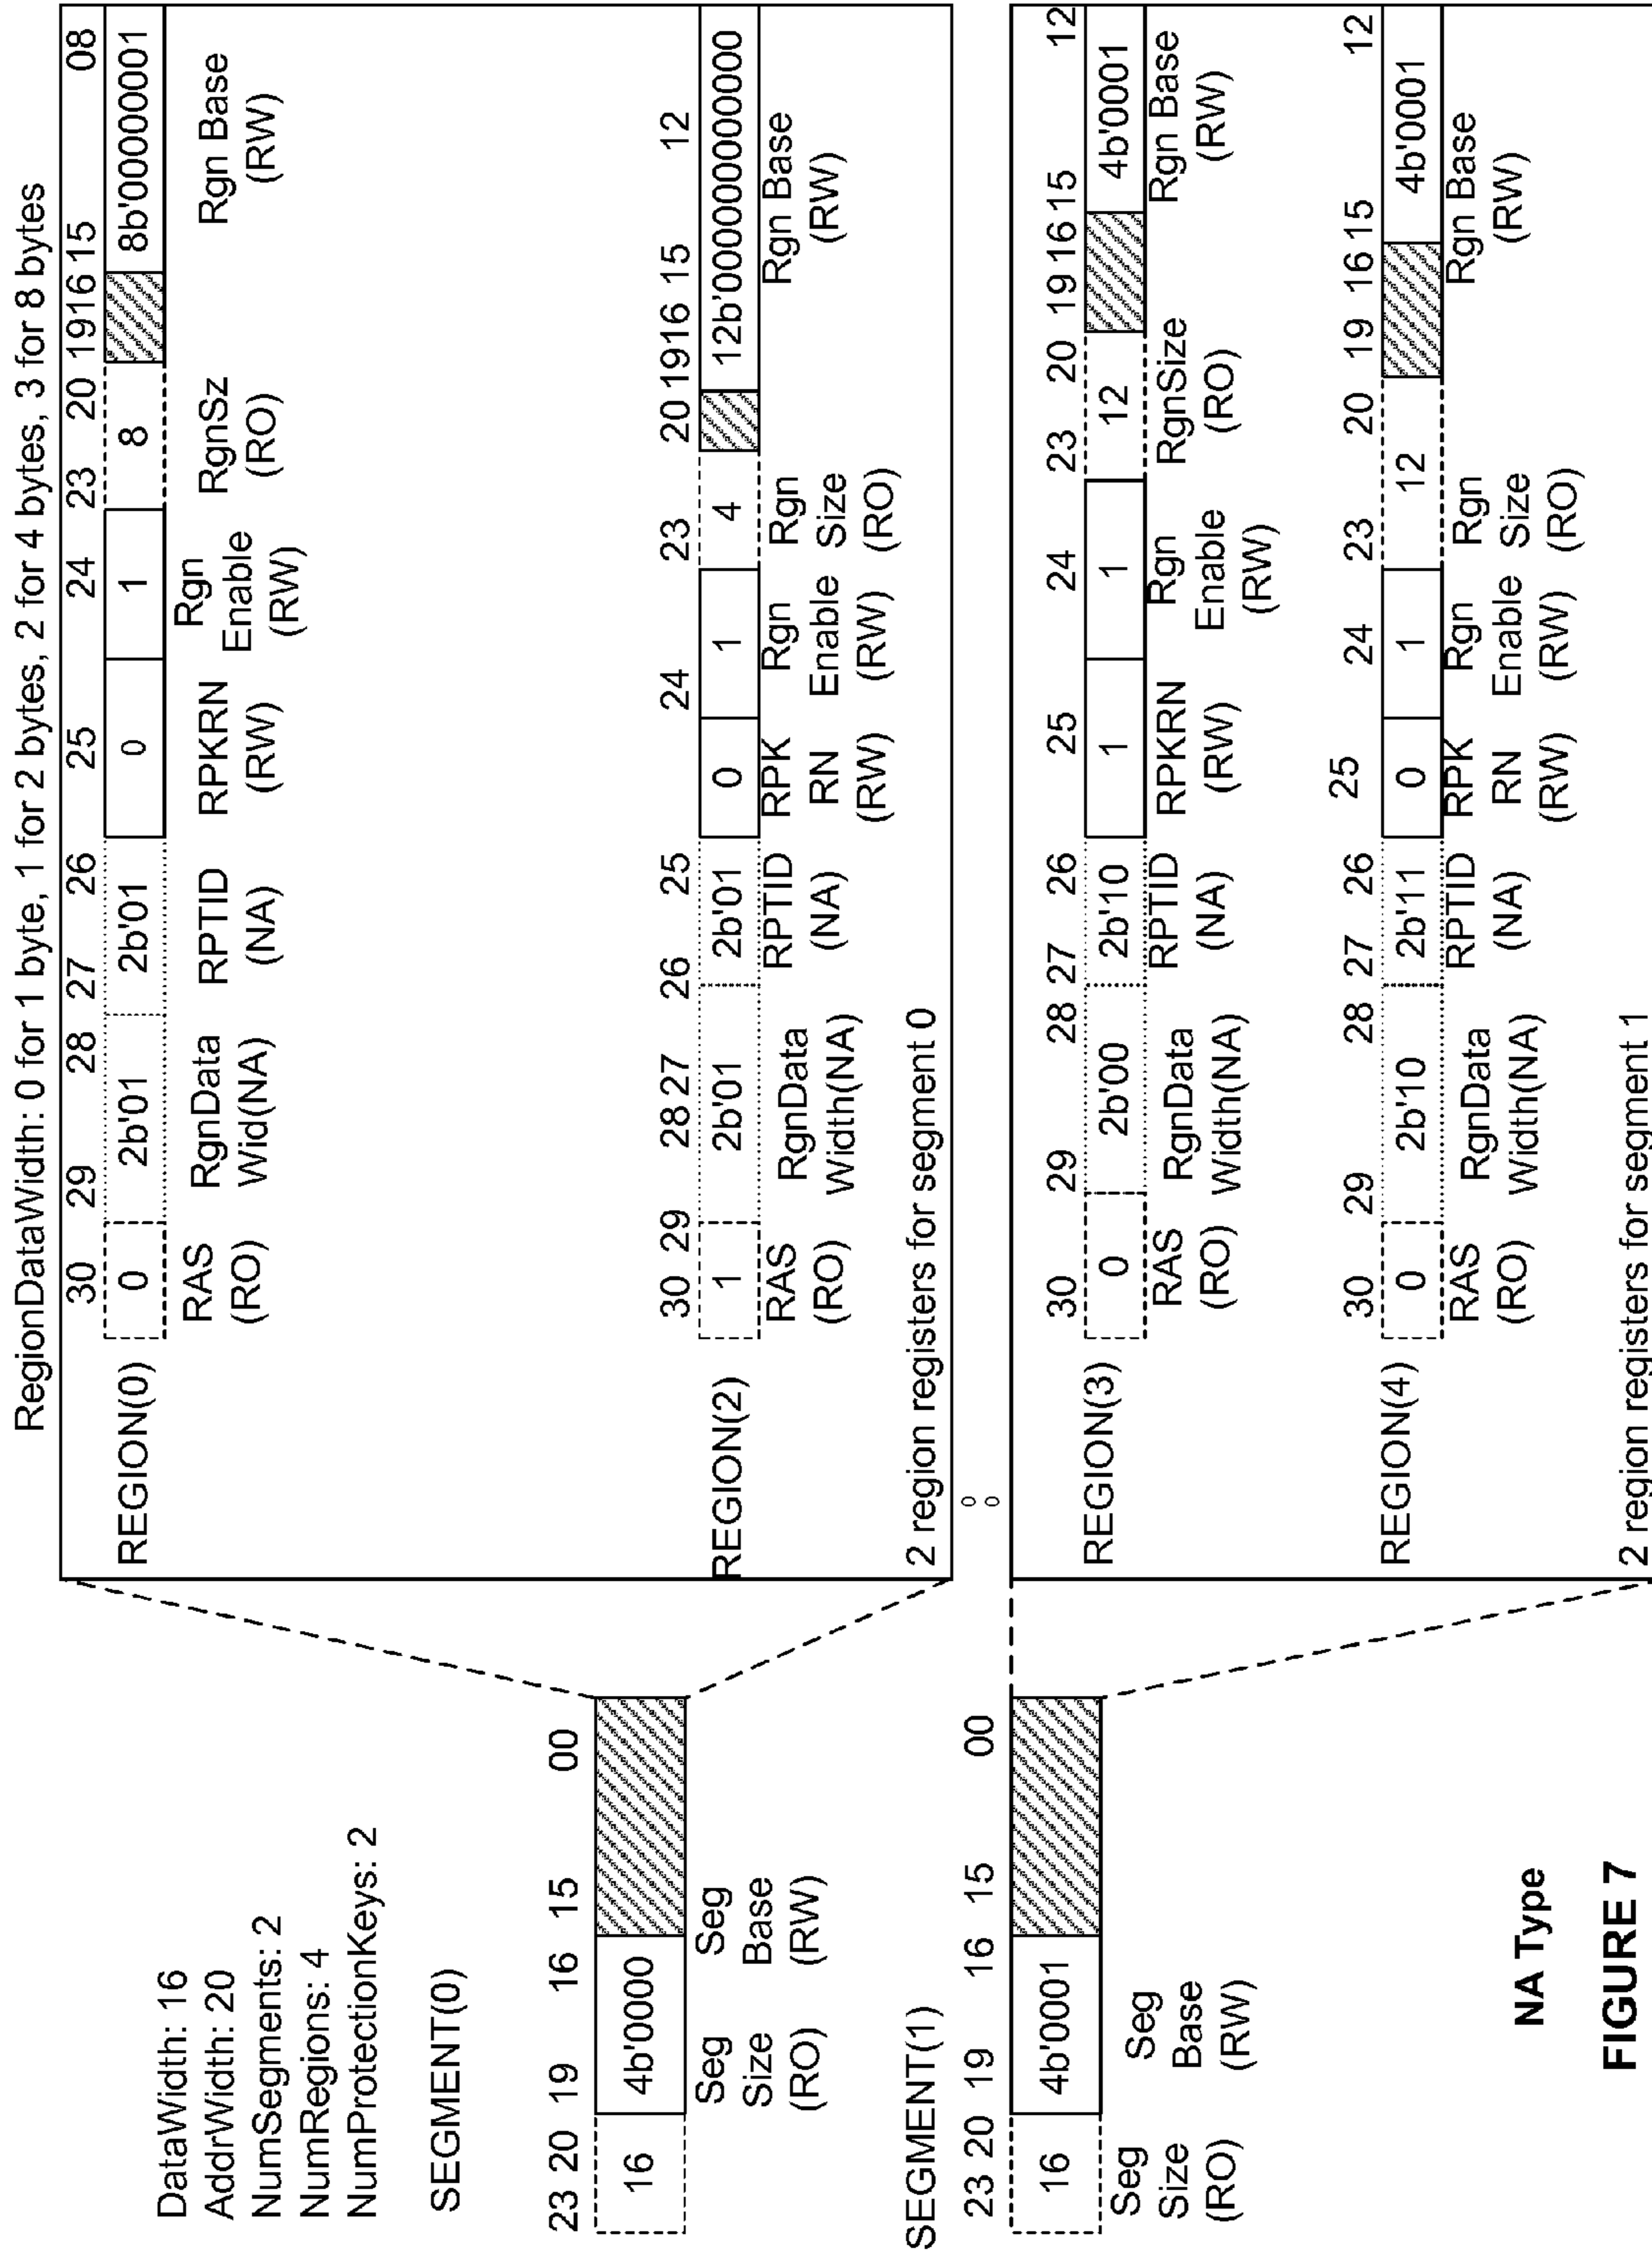 RegionDataWidth: 0 for 1 byte, 1 for 2 bytes, 2 for 4 bytes, 3 for 8 bytes
DataWidth: 16
AddrWidth: 20
NumSegments: 2
NumRegions: 4
NumProtectionKeys: 2
SEGMENT(0)
23 20 19 16 15 00
16 4b'0000
Seg Size (RO) Seg Base (RW)
REGION(0)
30 29 28 27 26 25 24 23 20 1916 15 08
0 2b'01 2b'01 0 1 8 8b'00000001
RAS (RO) RgnData Wid(NA) RPTID (NA) RPKRN (RW) Rgn Enable (RW) RgnSz (RO) Rgn Base (RW)
REGION(2)
30 29 28 27 26 25 24 23 20 1916 15 12
1 2b'01 2b'01 0 1 4 12b'000000000000
RAS (RO) RgnData Width(NA) RPTID (NA) RPK RN (RW) Rgn Enable (RW) Rgn Size (RO) Rgn Base (RW)
2 region registers for segment 0
SEGMENT(1)
23 20 19 16 15 00
16 4b'0001
Seg Size (RO) Seg Base (RW)
REGION(3)
30 29 28 27 26 25 24 23 20 19 16 15 12
0 2b'00 2b'10 1 1 12 4b'0001
RAS (RO) RgnData Width(NA) RPTID (NA) RPKRN (RW) Rgn Enable (RW) RgnSize (RO) Rgn Base (RW)
REGION(4)
30 29 28 27 26 25 24 23 20 19 16 15 12
0 2b'10 2b'11 0 1 12 4b'0001
RAS (RO) RgnData Width(NA) RPTID (NA) RPK RN (RW) Rgn Enable (RW) Rgn Size (RO) Rgn Base (RW)
2 region registers for segment 1
NA Type
FIGURE 7